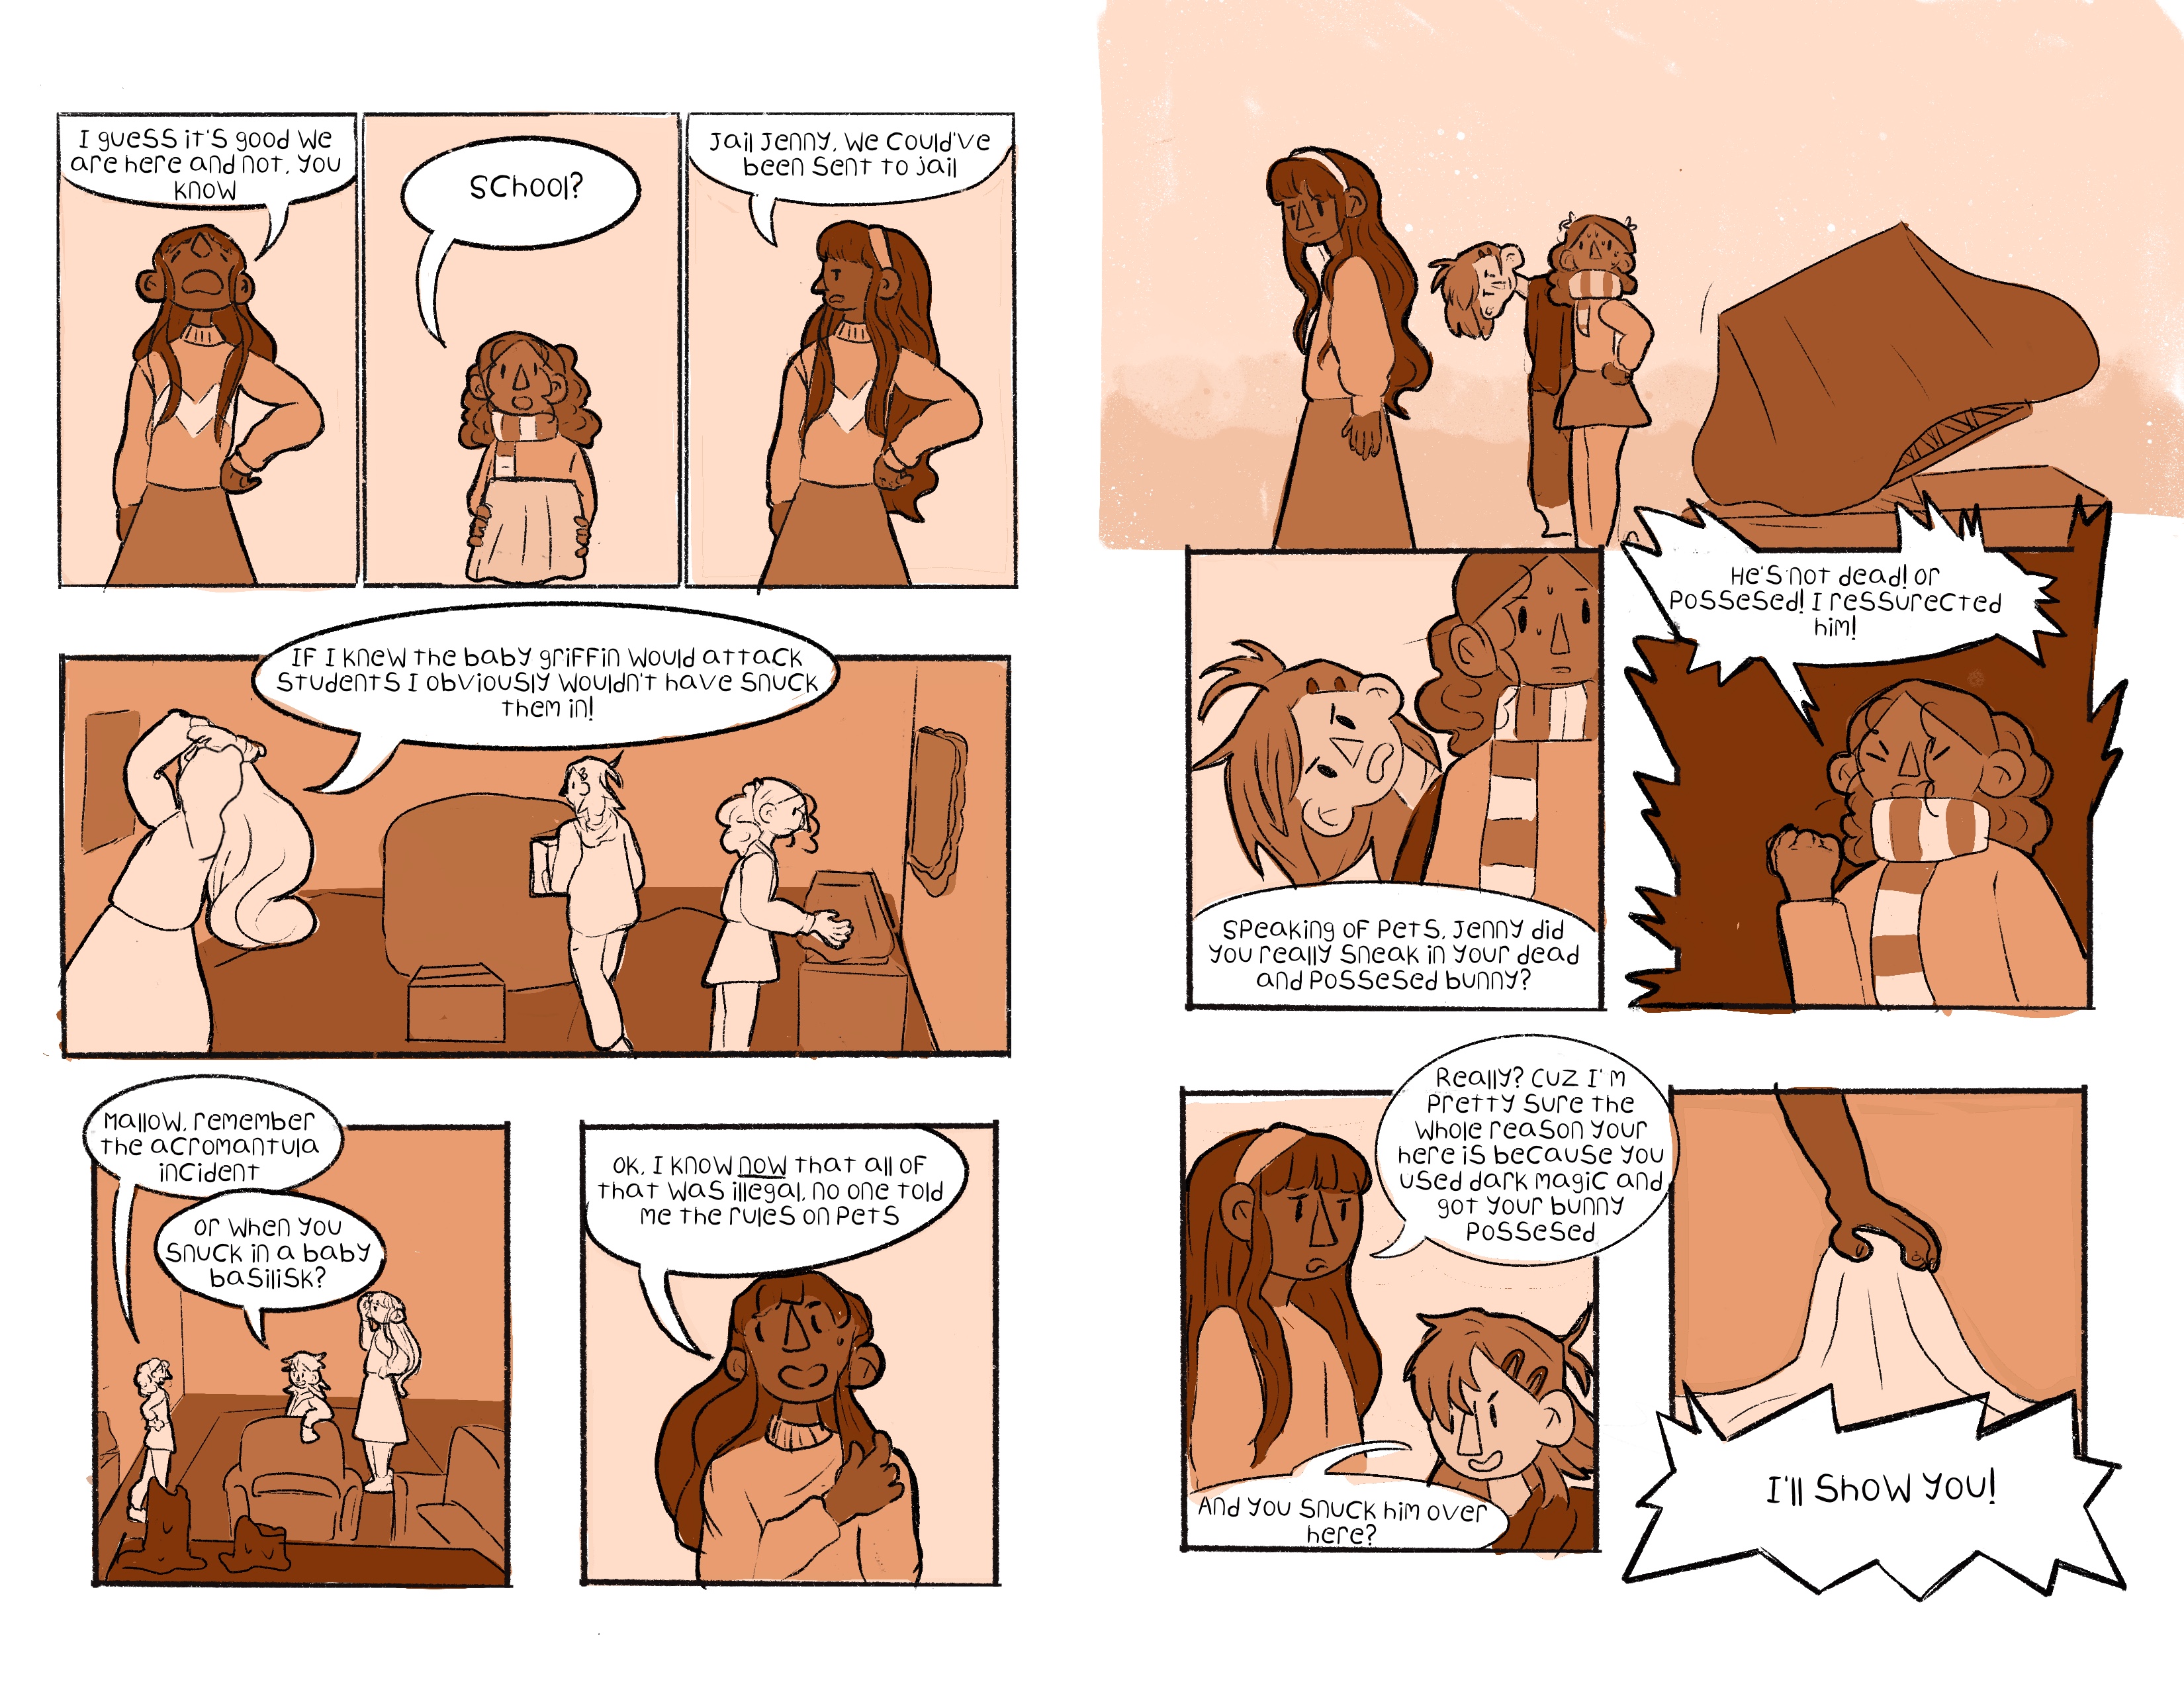 I guess it's good we
are here and not, you
know
School?
Jail Jenny, we could've
been sent to jail
If I knew the baby griffin would attack
students I obviously wouldn't have snuck
them in!
Mallow, remember
the acromantula
incident
or when you
snuck in a baby
basilisk?
ok, I know now that all of
that was illegal, no one told
me the rules on pets
Speaking of pets, Jenny did
you really sneak in your dead
and possesed bunny?
He's not dead! or
possesed! I ressurected
him!
Really? cuz I'm
pretty sure the
whole reason your
here is because you
used dark magic and
got your bunny
possesed
And you snuck him over
here?
I'll show you!